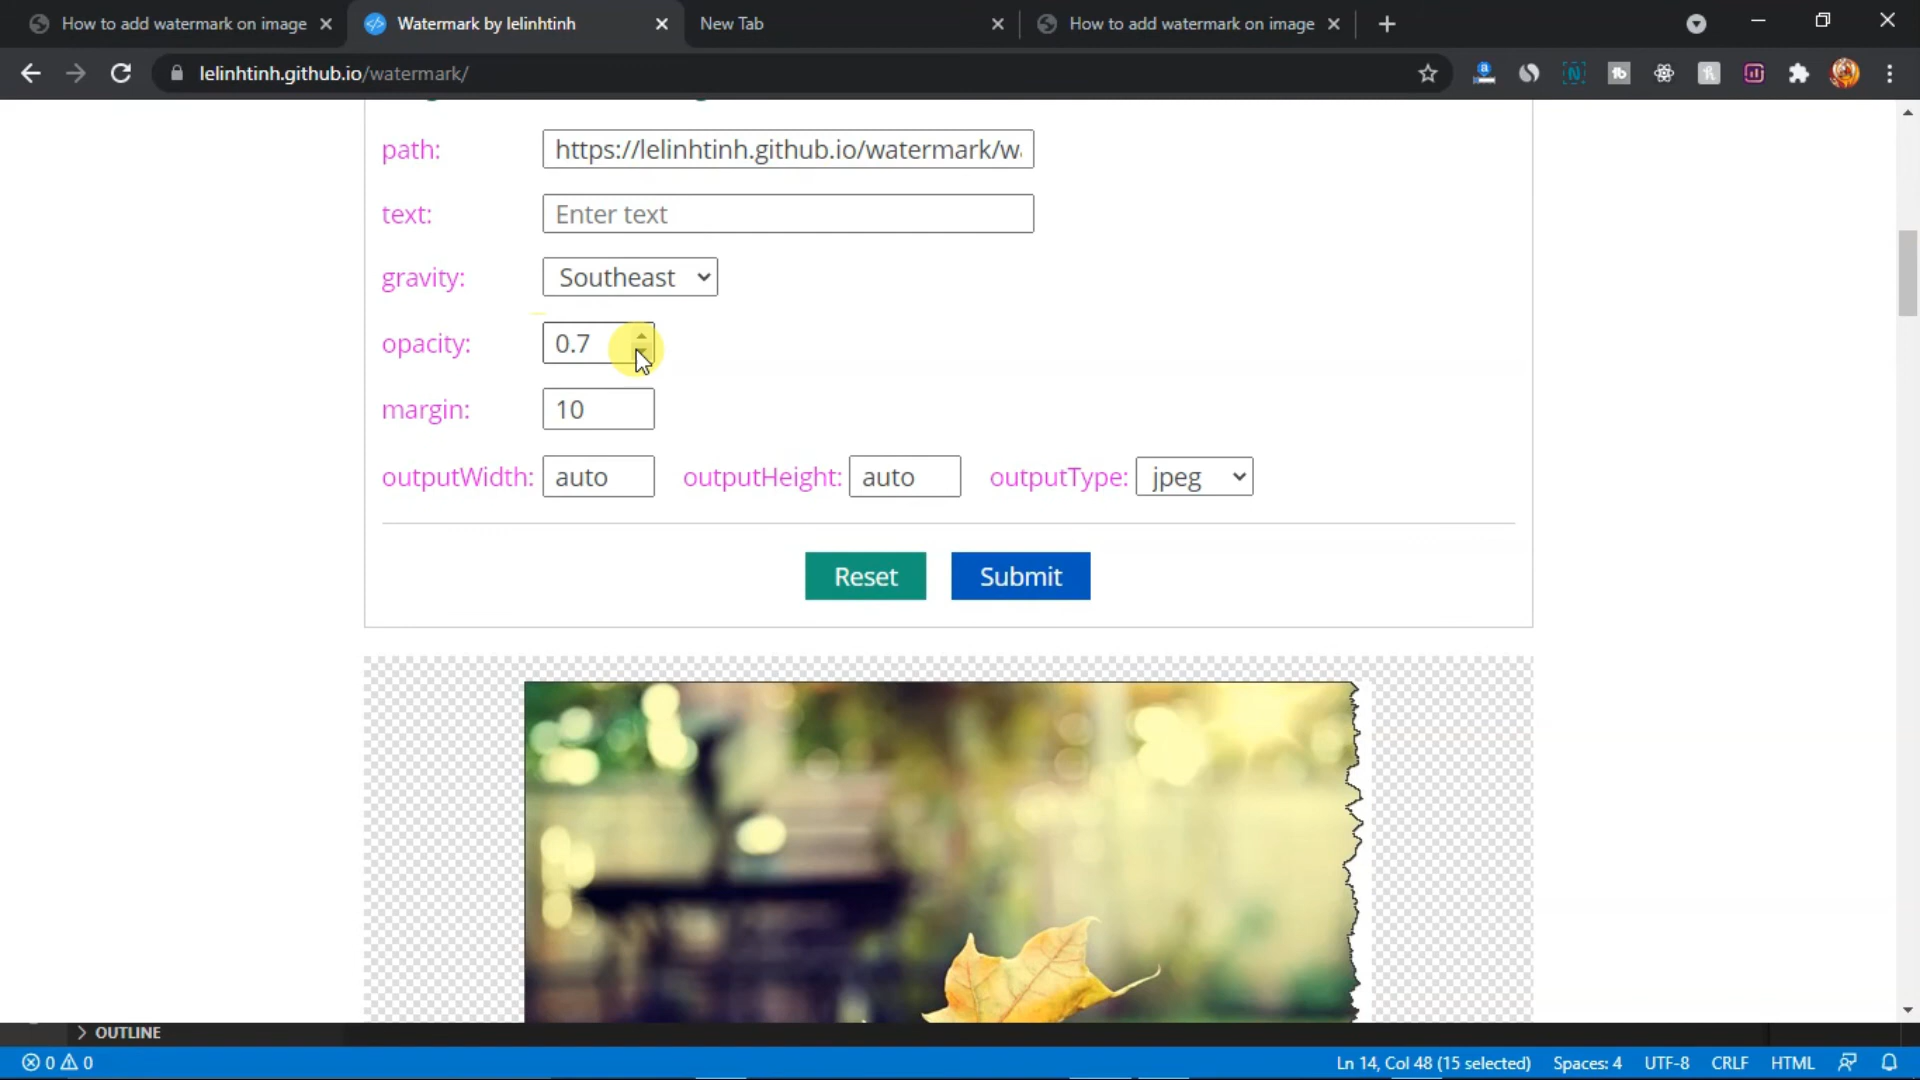 How to add watermark on image
Watermark by lelinhtinh
New Tab
How to add watermark on image
lelinhtinh.github.io/watermark/
path: https://lelinhtinh.github.io/watermark/w
text: Enter text
gravity: Southeast
opacity: 0.7
margin: 10
outputWidth: auto outputHeight: auto outputType: jpeg
Reset Submit
OUTLINE
0 0 Ln 14, Col 48 (15 selected) Spaces: 4 UTF-8 CRLF HTML